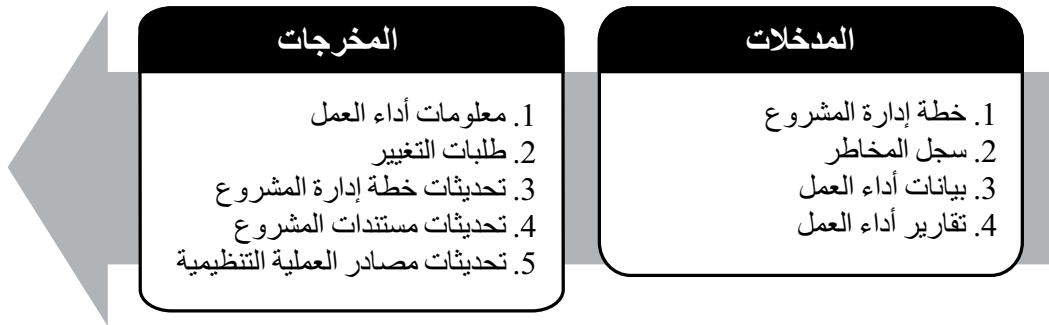 المدخلات
1. خطة إدارة المشروع
2. سجل المخاطر
3. بيانات أداء العمل
4. تقارير أداء العمل
المخرجات
1. معلومات أداء العمل
2. طلبات التغيير
3. تحديثات خطة إدارة المشروع
4. تحديثات مستندات المشروع
5. تحديثات مصادر العملية التنظيمية